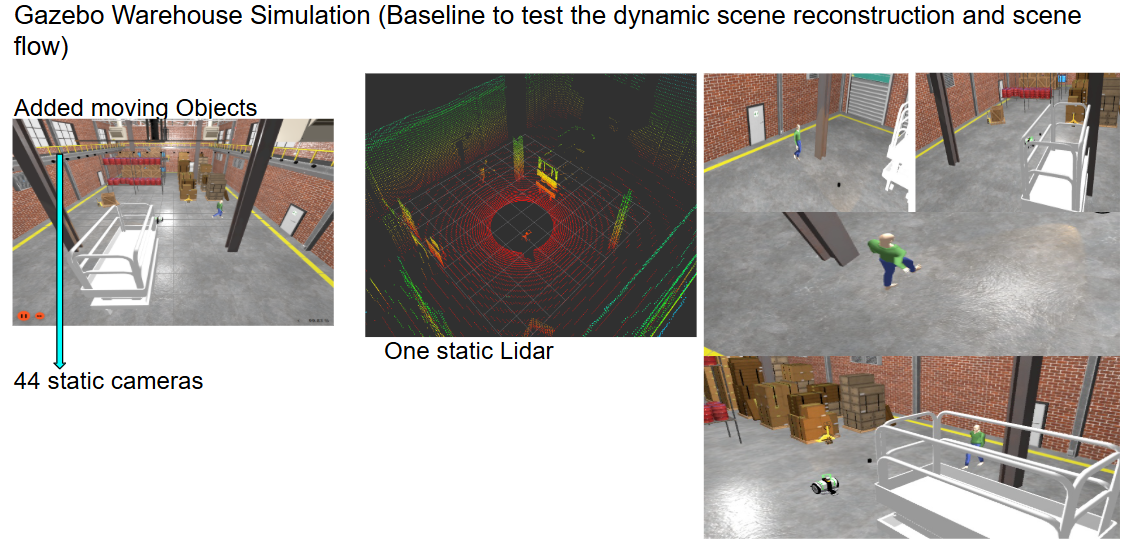 Gazebo Warehouse Simulation (Baseline to test the dynamic scene reconstruction and scene
flow)
Added moving Objects
One static Lidar
44 static cameras